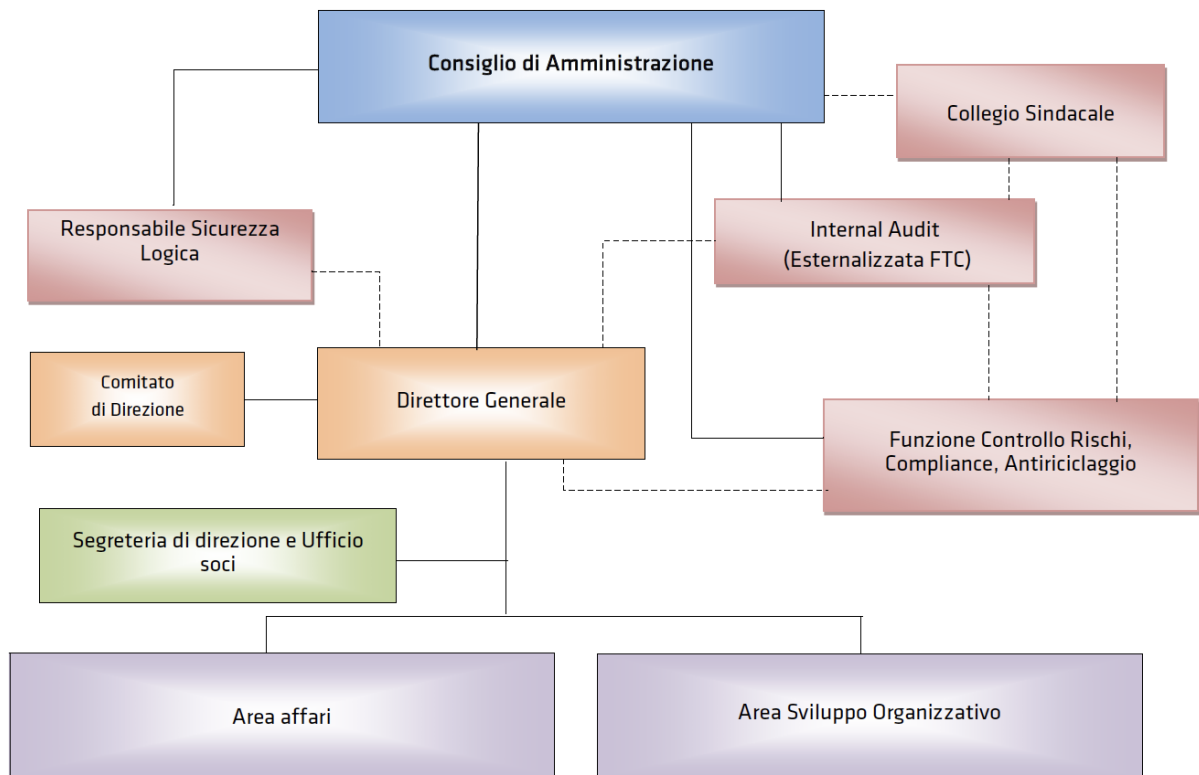 Consiglio di Amministrazione
Collegio Sindacale
Responsabile Sicurezza
Logica
Internal Audit
(Esternalizzata FTC)
Comitato
di Direzione
Direttore Generale
Funzione Controllo Rischi,
Compliance, Antiriciclaggio
Segreteria di direzione e Ufficio
soci
Area affari
Area Sviluppo Organizzativo